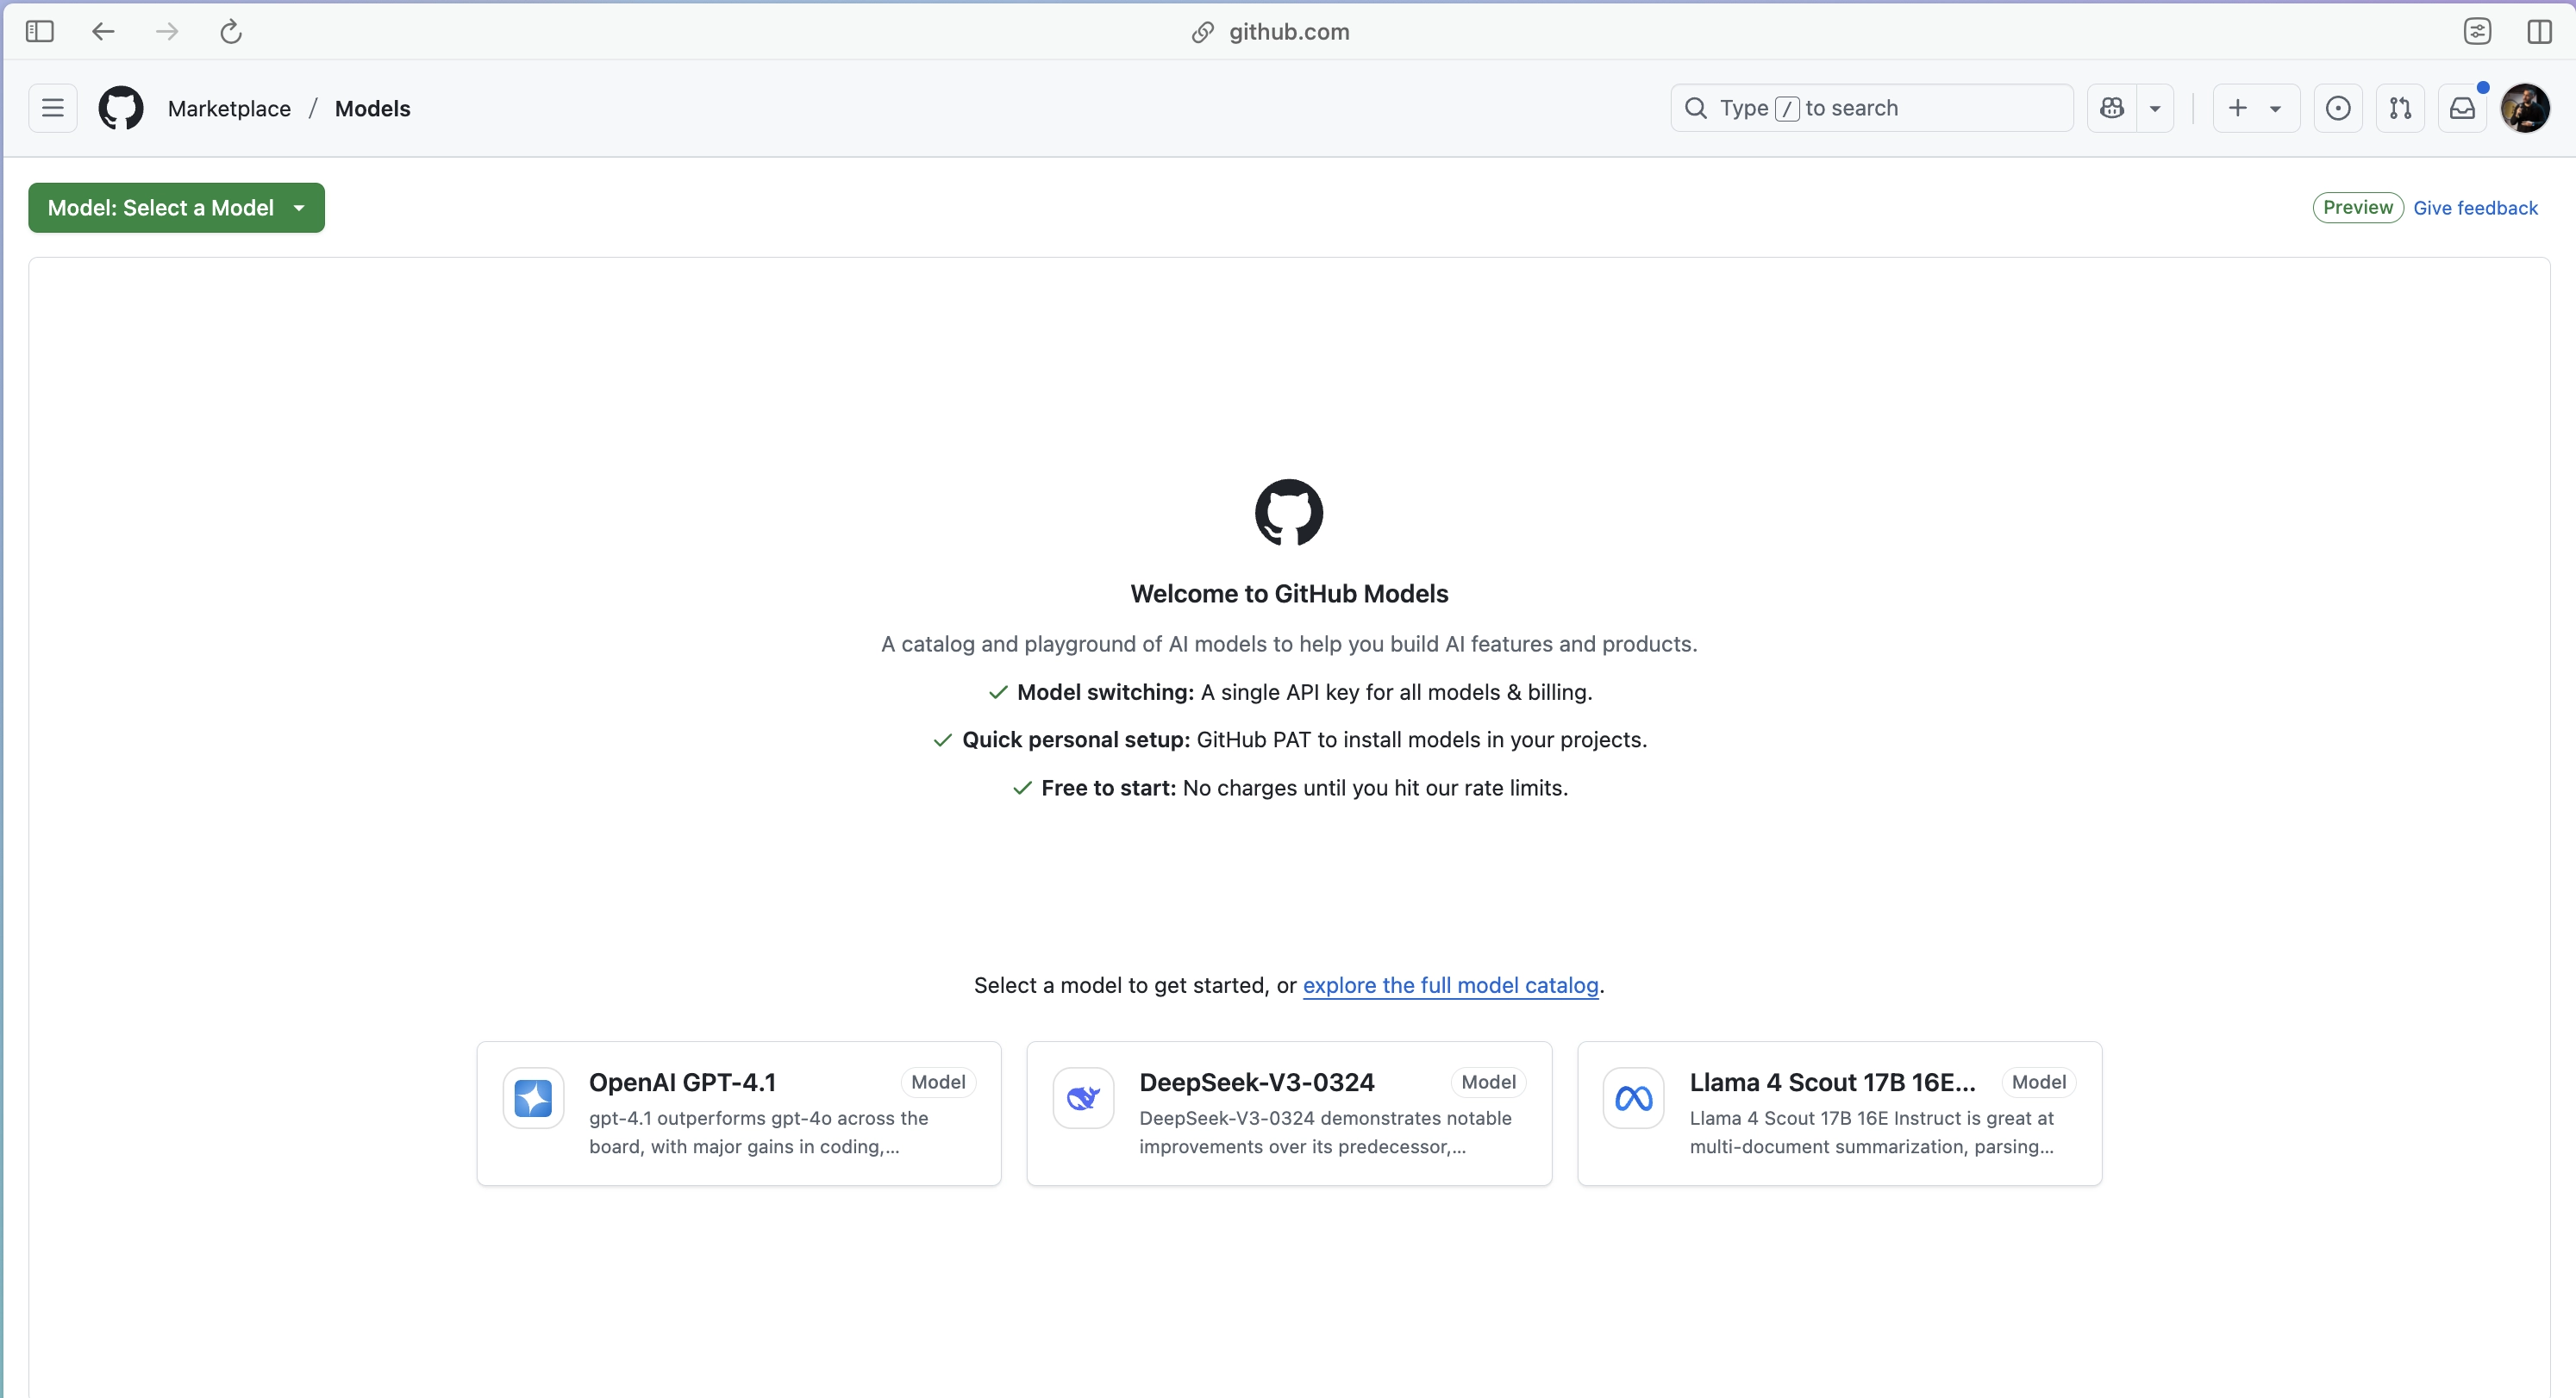 github.com
Marketplace / Models
Type / to search
Model: Select a Model
Preview Give feedback
Welcome to GitHub Models
A catalog and playground of AI models to help you build AI features and products.
Model switching: A single API key for all models & billing.
Quick personal setup: GitHub PAT to install models in your projects.
Free to start: No charges until you hit our rate limits.
Select a model to get started, or explore the full model catalog.
OpenAI GPT-4.1 Model
gpt-4.1 outperforms gpt-4o across the
board, with major gains in coding,...
DeepSeek-V3-0324 Model
DeepSeek-V3-0324 demonstrates notable
improvements over its predecessor,...
Llama 4 Scout 17B 16E... Model
Llama 4 Scout 17B 16E Instruct is great at
multi-document summarization, parsing...